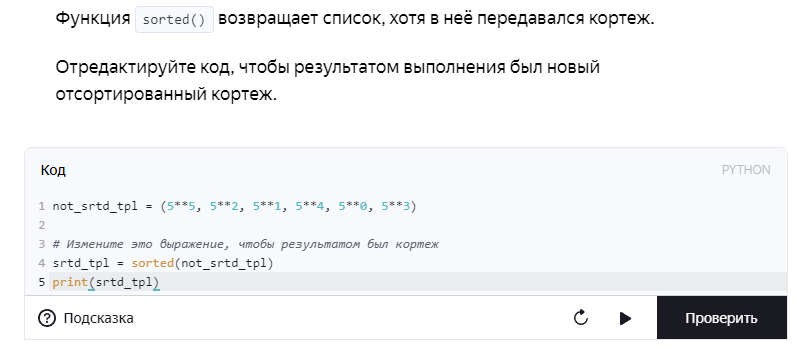 Функция sorted() возвращает список, хотя в неё передавался кортеж.
Отредактируйте код, чтобы результатом выполнения был новый
отсортированный кортеж.
Код
PYTHON
1 not_srtd_tpl = (5**5, 5**2, 5**1, 5**4, 5**0, 5**3)
2
3 # Измените это выражение, чтобы результатом был кортеж
4 srtd_tpl = sorted(not_srtd_tpl)
5 print(srtd_tpl)
? Подсказка
Проверить